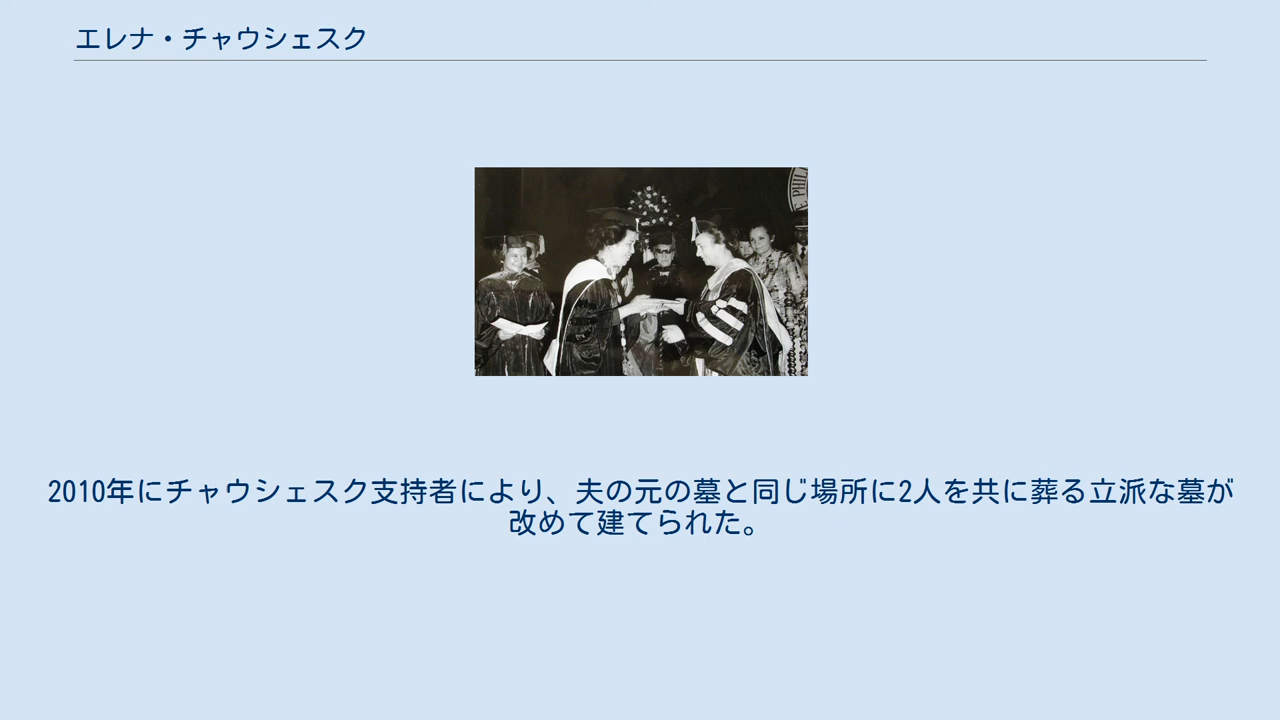 エレナ・チャウシェスク
2010年にチャウシェスク支持者により、夫の元の墓と同じ場所に2人を共に葬る立派な墓が
改めて建てられた。